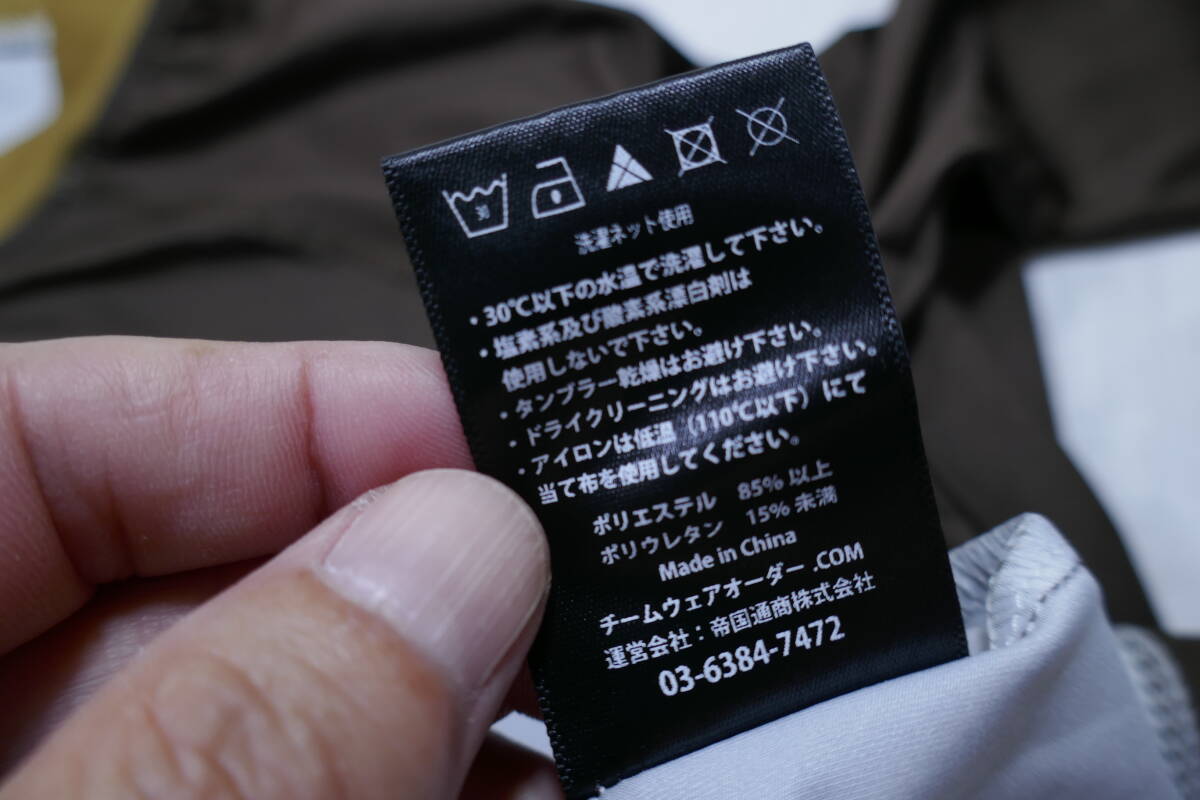 30
洗濯ネット使用
・30℃以下の水温で洗濯して下さい。
・塩素系及び酸素系漂白剤は
使用しないで下さい。
・タンブラー乾燥はお避け下さい。
・ドライクリーニングはお避け下さい。
・アイロンは低温（110℃以下）にて
当て布を使用してください。
ポリエステル 85% 以上
ポリウレタン 15% 未満
Made in China
チームウェアオーダー .COM
運営会社：帝国通商株式会社
03-6384-7472